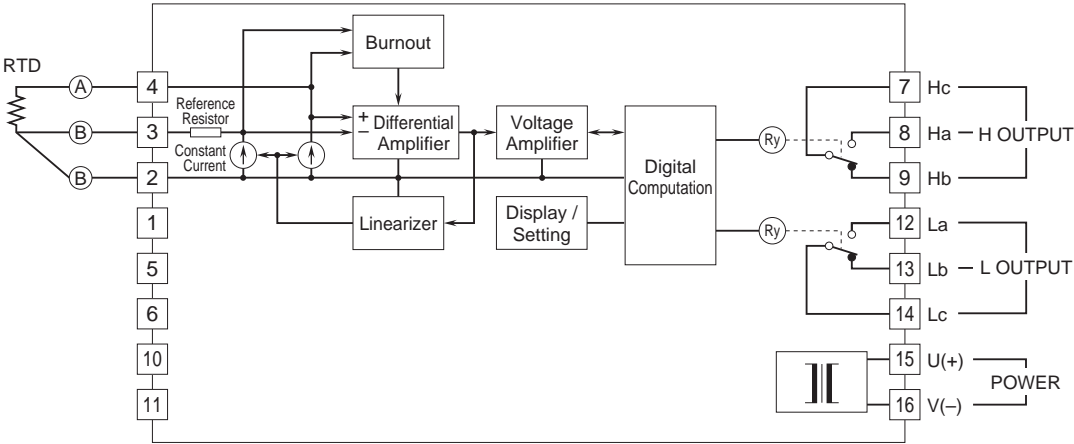 RTD
A
B
B
4
3
2
1
5
6
10
11
Reference
Resistor
Constant
Current
Burnout
+
−
Differential
Amplifier
Linearizer
Voltage
Amplifier
Display /
Setting
Digital
Computation
Ry
Ry
7 Hc
8 Ha
9 Hb
H OUTPUT
12 La
13 Lb
14 Lc
L OUTPUT
15 U(+)
16 V(–)
POWER